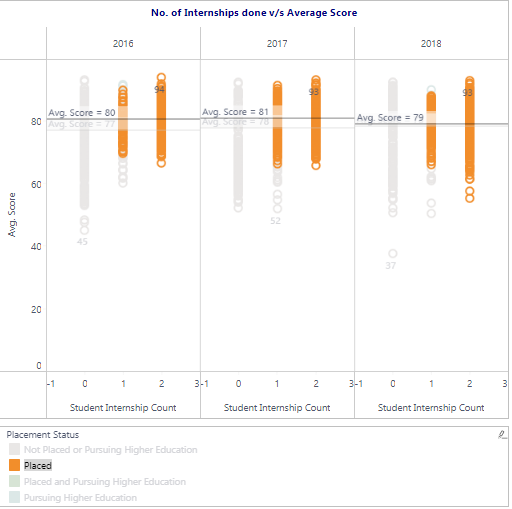 No. of Internships done v/s Average Score
2016 2017 2018
94 93 93
Avg. Score = 80 Avg. Score = 81 Avg. Score = 79
Avg. Score = 77 Avg. Score = 78
80
60
52
45
40
37
20
0
Avg. Score
-1 0 1 2 3 -1 0 1 2 3 -1 0 1 2 3
Student Internship Count Student Internship Count Student Internship Count
Placement Status
Not Placed or Pursuing Higher Education
Placed
Placed and Pursuing Higher Education
Pursuing Higher Education